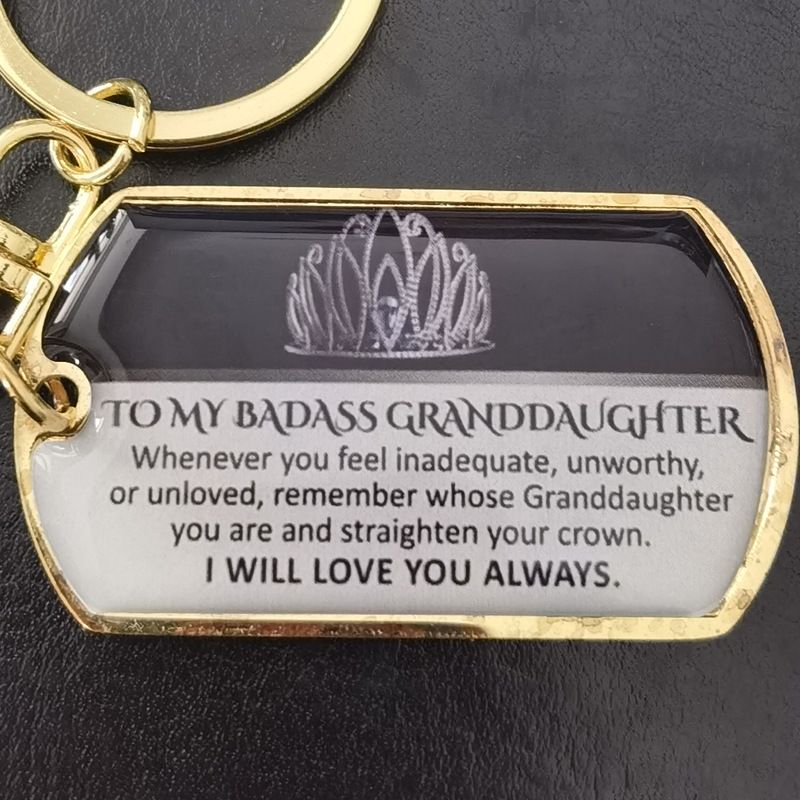 TO MY BADASS GRANDDAUGHTER
Whenever you feel inadequate, unworthy,
or unloved, remember whose Granddaughter
you are and straighten your crown.
I WILL LOVE YOU ALWAYS.